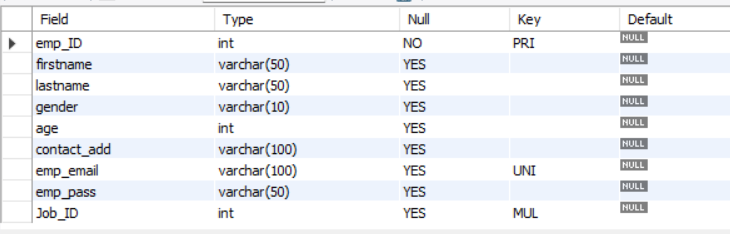 Field Type Null Key Default
emp_ID int NO PRI NULL
firstname varchar(50) YES NULL
lastname varchar(50) YES NULL
gender varchar(10) YES NULL
age int YES NULL
contact_add varchar(100) YES NULL
emp_email varchar(100) YES UNI NULL
emp_pass varchar(50) YES NULL
Job_ID int YES MUL NULL